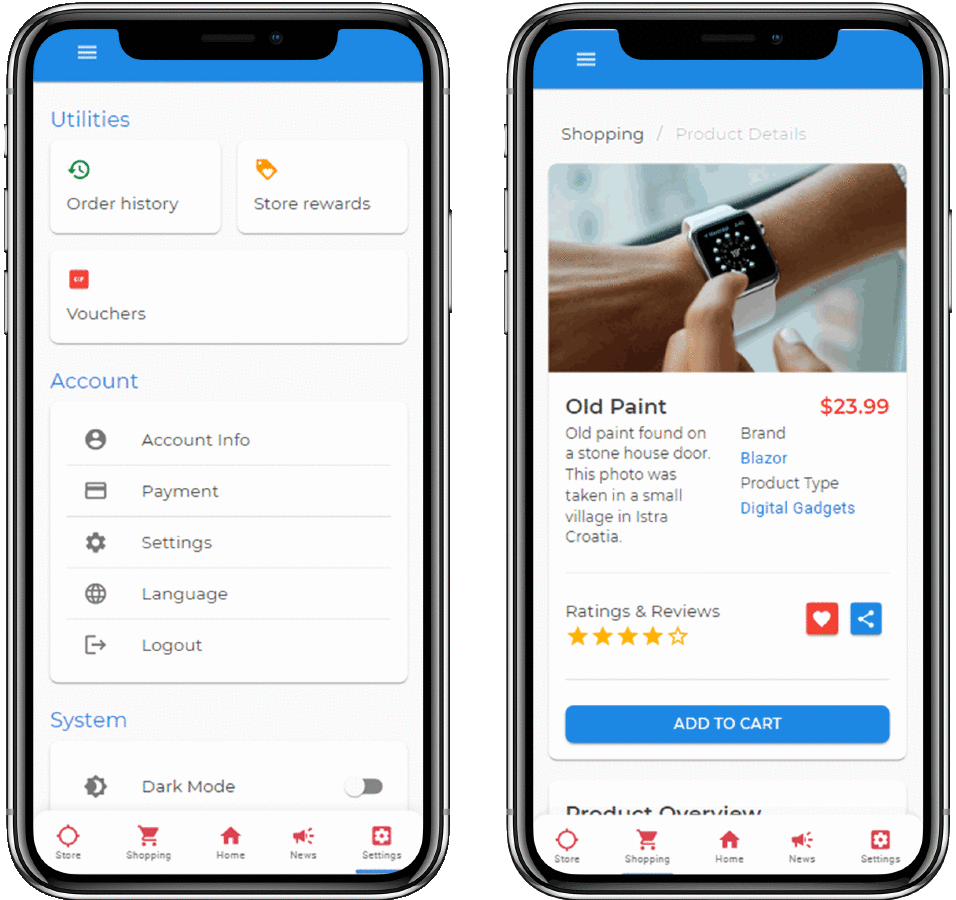 Utilities
Order history
Store rewards
GIF
Vouchers
Account
Account Info
Payment
Settings
Language
Logout
System
Dark Mode
Store
Shopping
Home
News
Settings
Shopping / Product Details
Old Paint
$23.99
Old paint found on
a stone house door.
This photo was
taken in a small
village in Istra
Croatia.
Brand
Blazor
Product Type
Digital Gadgets
Ratings & Reviews
ADD TO CART
Product Overview
Store
Shopping
Home
News
Settings